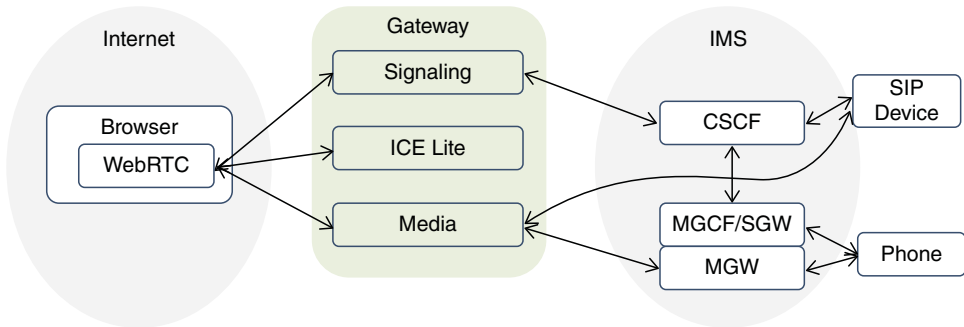 Internet
Gateway
IMS
Signaling
SIP
Device
Browser
CSCF
WebRTC
ICE Lite
Media
MGCF/SGW
MGW
Phone